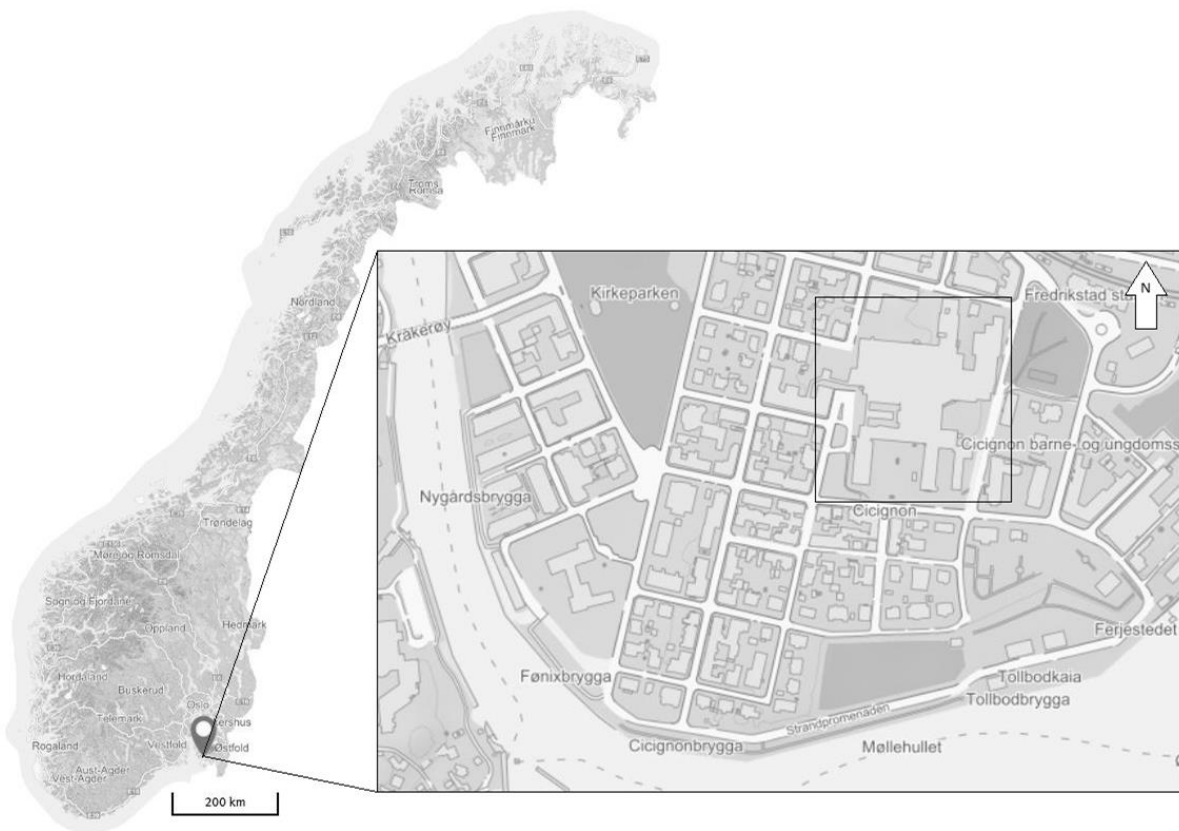 Finnmárku
Finnmark
Troms
Romsa
Nordland
Trøndelag
Møre og Romsdal
Sogn og Fjordane
Oppland
Hedmark
Hordaland
Buskerud
Oslo
Telemark
ershus
Rogaland
Vestfold
Østfold
Aust-Agder
Vest-Agder
200 km
N
Kirkeparken
Fredrikstad st
Kråkerøy
Cicignon barne- og ungdomss
Nygårdsbrygga
Cicignon
Ferjestedet
Fønixbrygga
Tollbodkaia
Tollbodbrygga
Strandpromenaden
Cicignonbrygga
Møllehullet